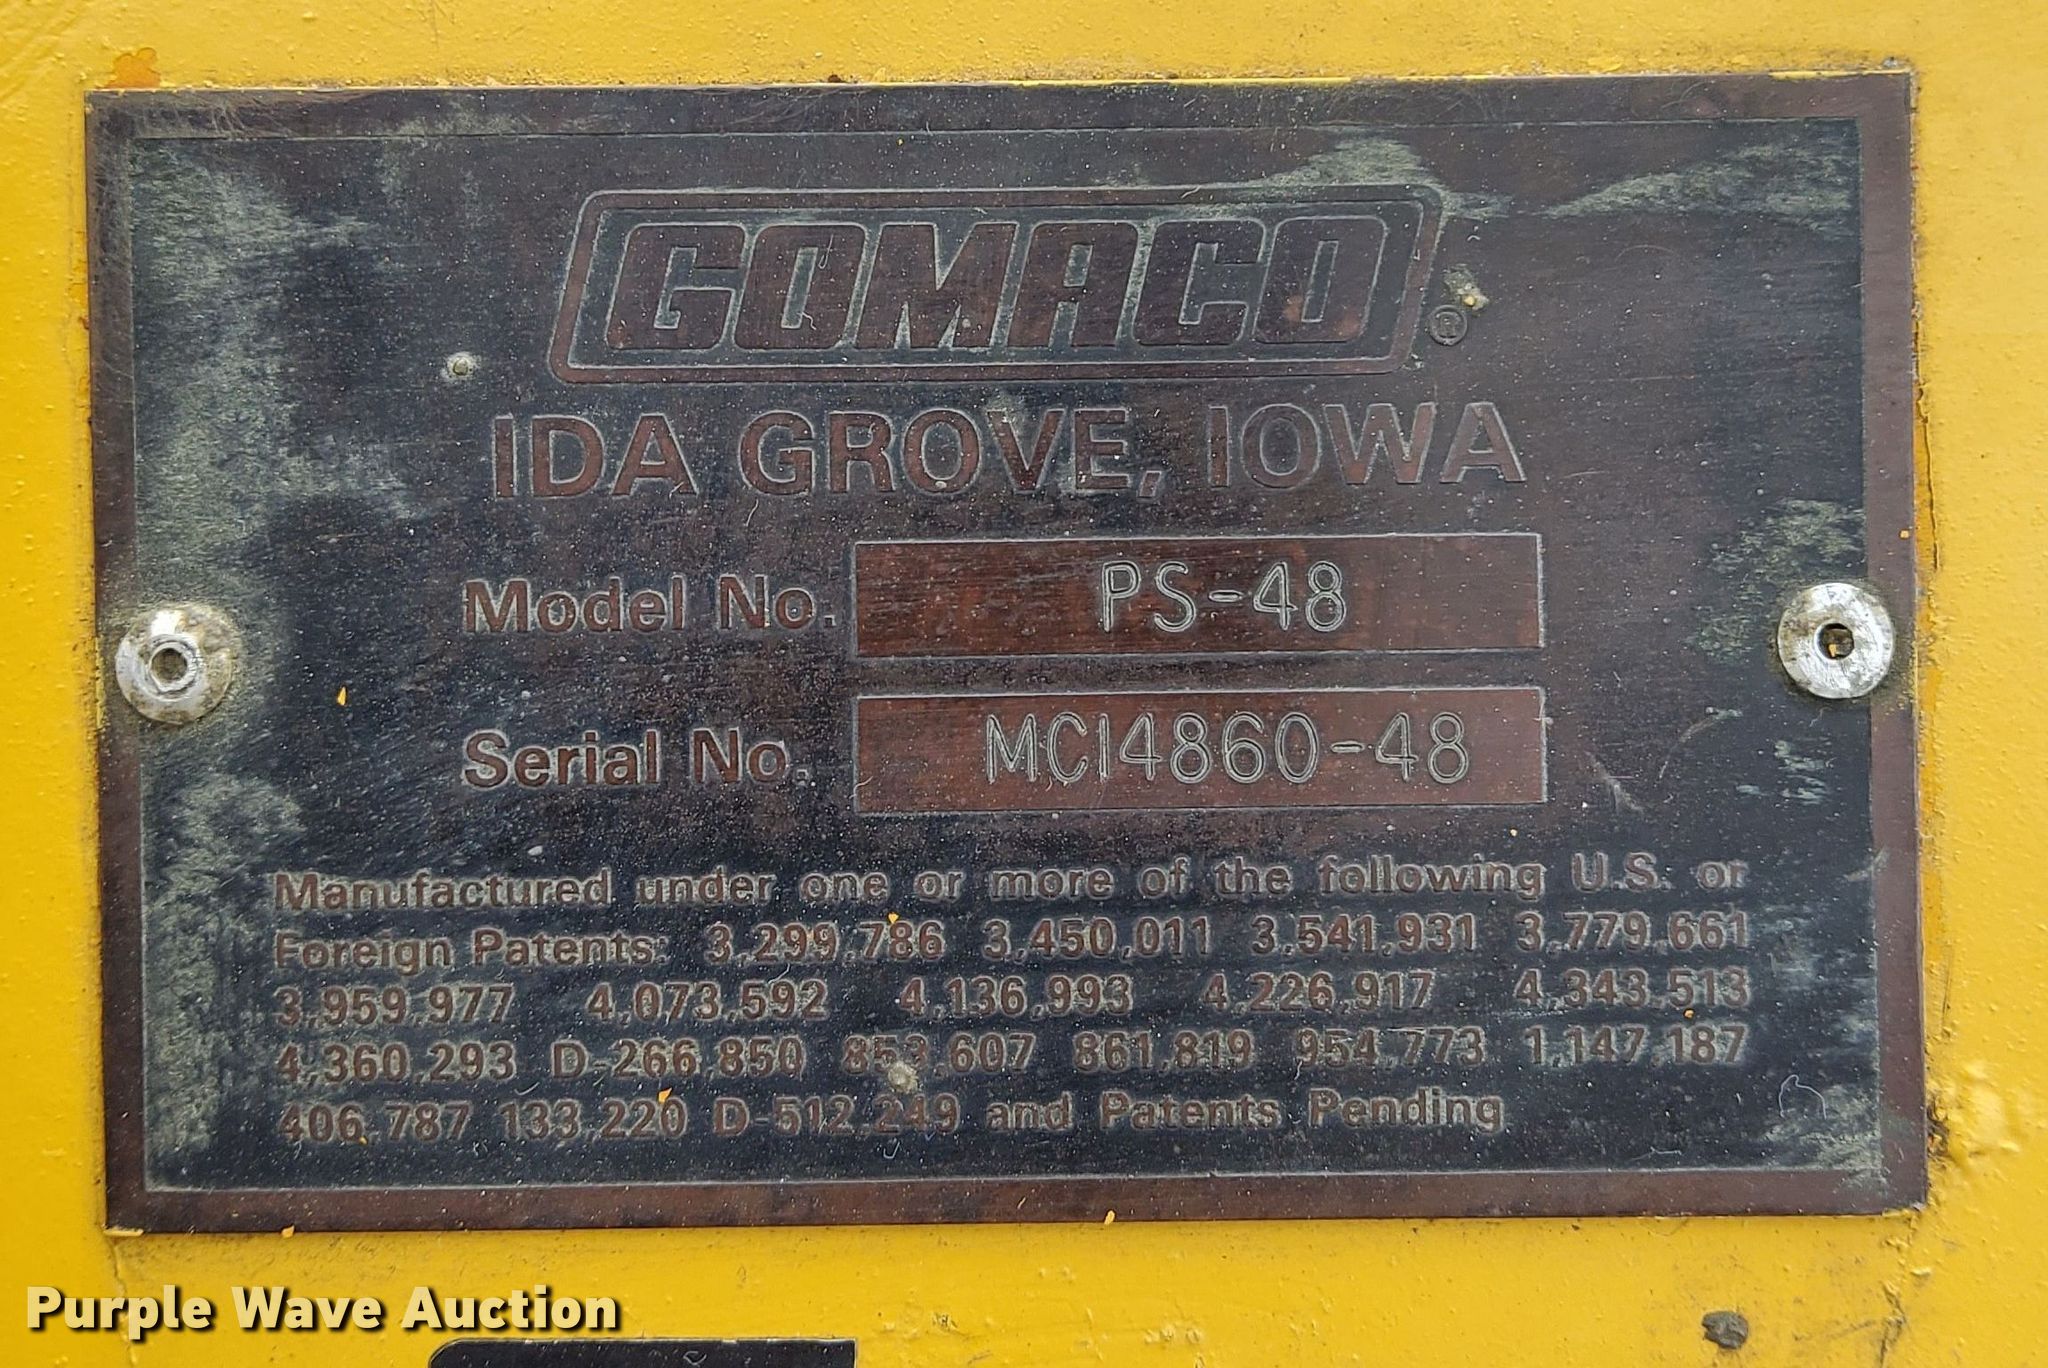 GOMACO®
IDA GROVE, IOWA
Model No. PS-48
Serial No. MC14860-48
Manufactured under one or more of the following U.S. or
Foreign Patents: 3,299,786 3,450,011 3,541,931 3,779,661
3,959,977 4,073,592 4,136,993 4,226,917 4,343,513
4,360,293 D-266,850 853,607 861,819 954,773 1,147,187
406,787 133,220 D-512,249 and Patents Pending
Purple Wave Auction